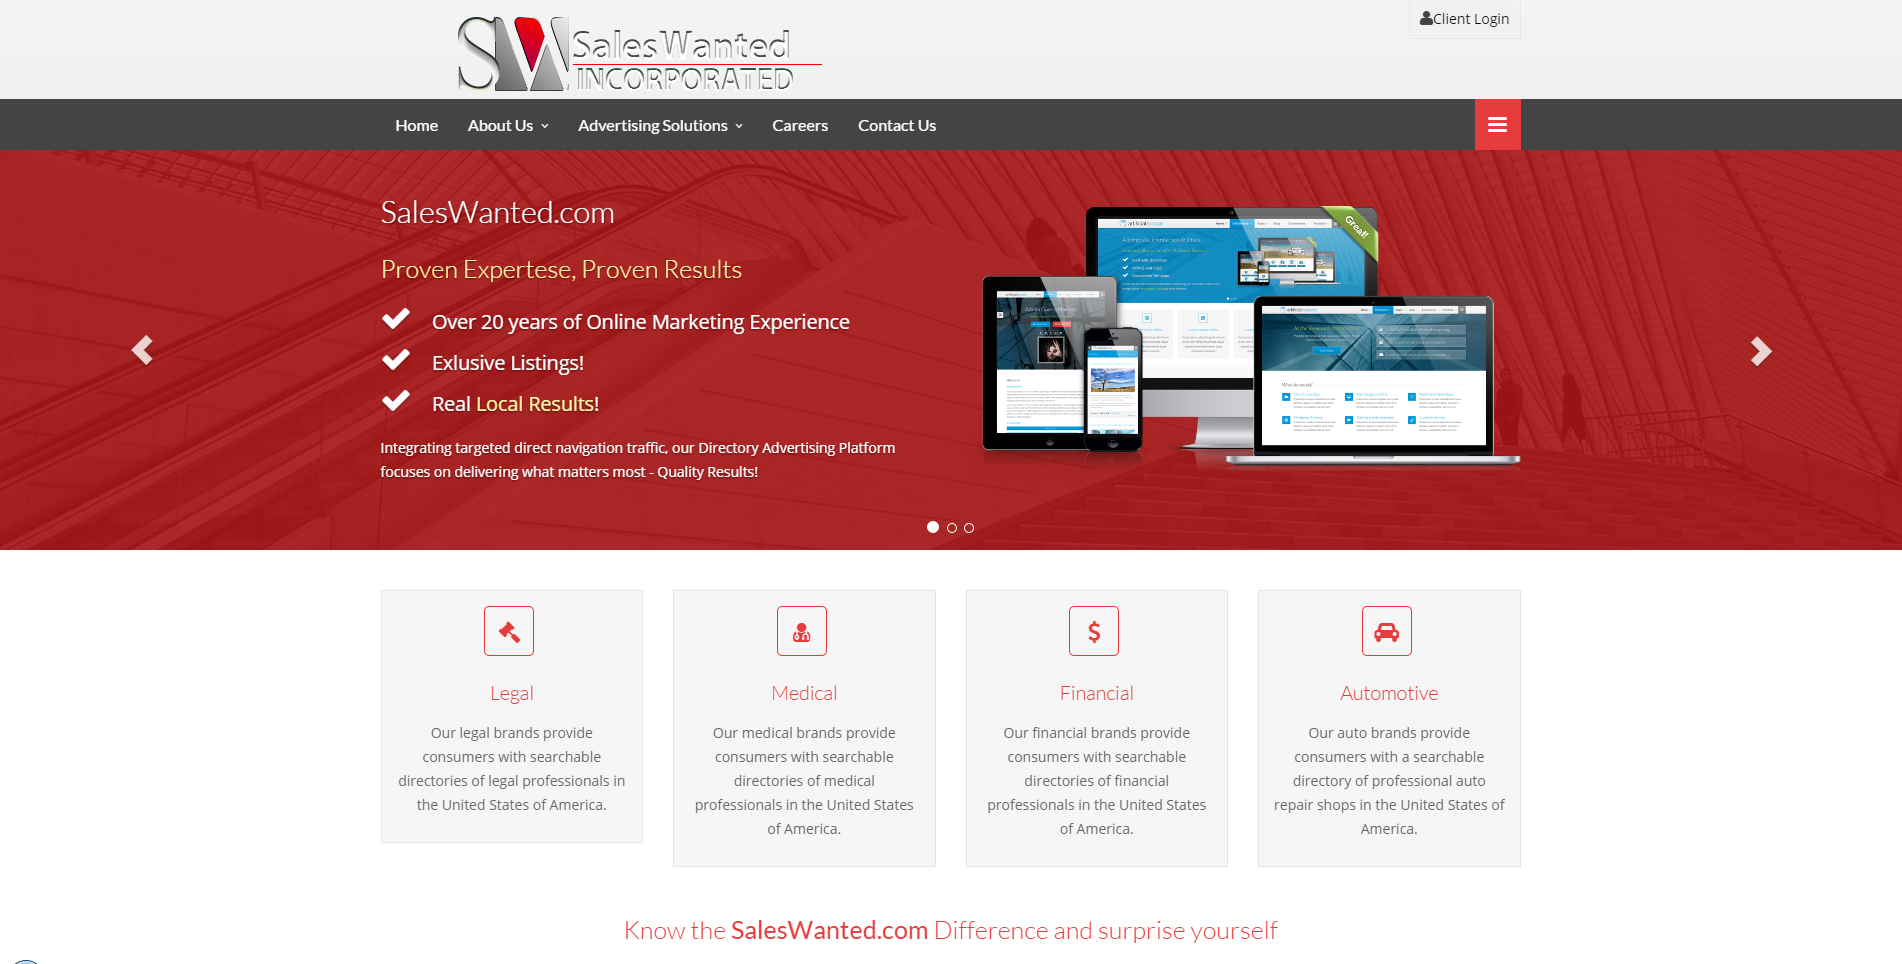 Client Login
SW SalesWanted
INCORPORATED
Home About Us Advertising Solutions Careers Contact Us
SalesWanted.com
Proven Expertese, Proven Results
Over 20 years of Online Marketing Experience
Exlusive Listings!
Real Local Results!
Integrating targeted direct navigation traffic, our Directory Advertising Platform
focuses on delivering what matters most - Quality Results!
Great!
What do we do?
Legal
Our legal brands provide
consumers with searchable
directories of legal professionals in
the United States of America.
Medical
Our medical brands provide
consumers with searchable
directories of medical
professionals in the United States
of America.
Financial
Our financial brands provide
consumers with searchable
directories of financial
professionals in the United States
of America.
Automotive
Our auto brands provide
consumers with a searchable
directory of professional auto
repair shops in the United States of
America.
Know the SalesWanted.com Difference and surprise yourself